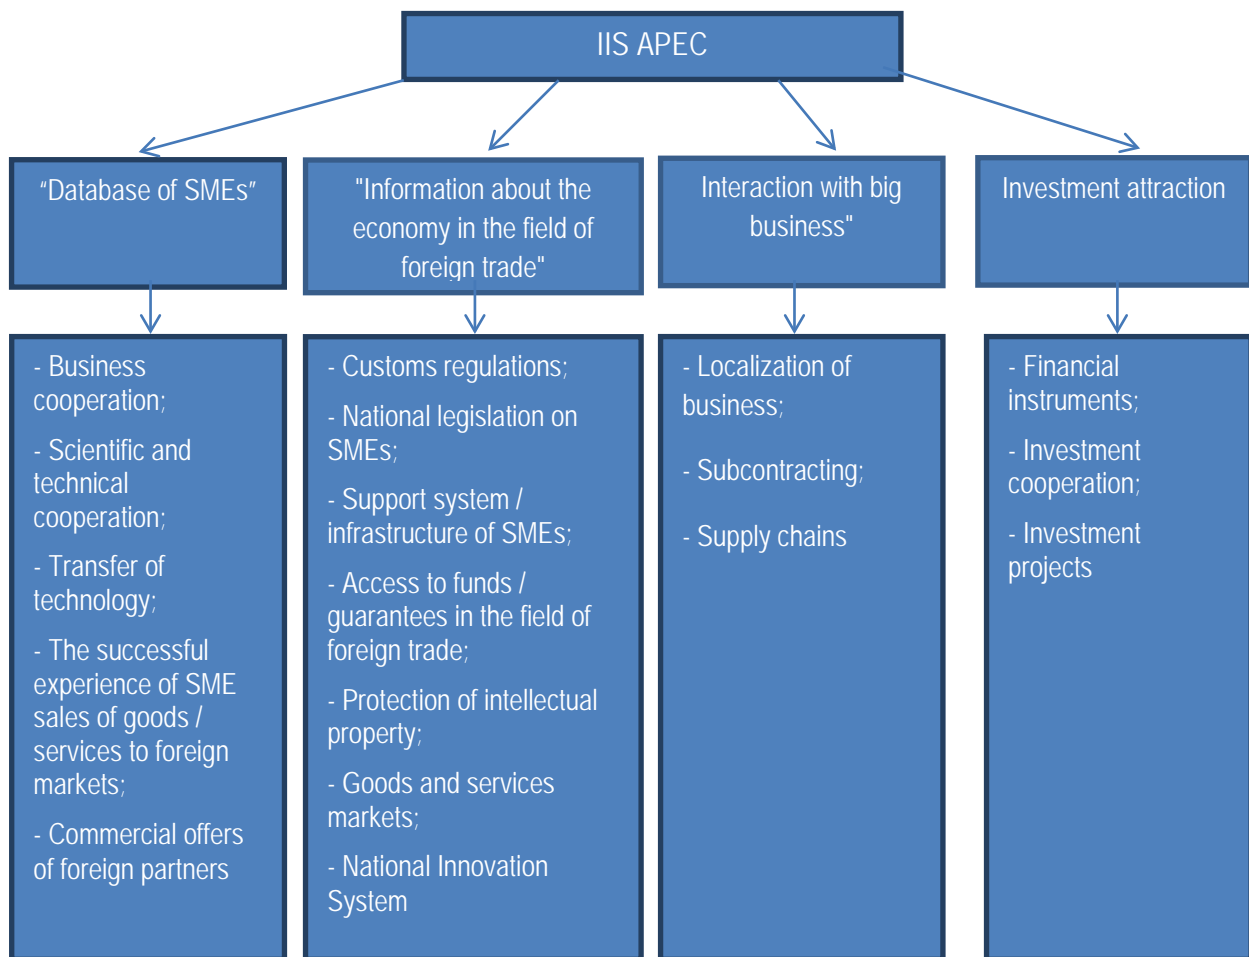 IIS APEC
“Database of SMEs”
"Information about the
economy in the field of
foreign trade"
Interaction with big
business"
Investment attraction
- Business
cooperation;
- Scientific and
technical
cooperation;
- Transfer of
technology;
- The successful
experience of SME
sales of goods /
services to foreign
markets;
- Commercial offers
of foreign partners
- Customs regulations;
- National legislation on
SMEs;
- Support system /
infrastructure of SMEs;
- Access to funds /
guarantees in the field of
foreign trade;
- Protection of intellectual
property;
- Goods and services
markets;
- National Innovation
System
- Localization of
business;
- Subcontracting;
- Supply chains
- Financial
instruments;
- Investment
cooperation;
- Investment
projects